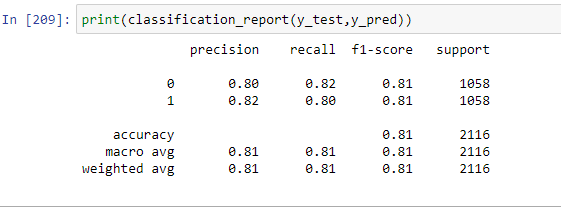 In [209]: print(classification_report(y_test,y_pred))
precision recall f1-score support
0 0.80 0.82 0.81 1058
1 0.82 0.80 0.81 1058
accuracy 0.81 2116
macro avg 0.81 0.81 0.81 2116
weighted avg 0.81 0.81 0.81 2116